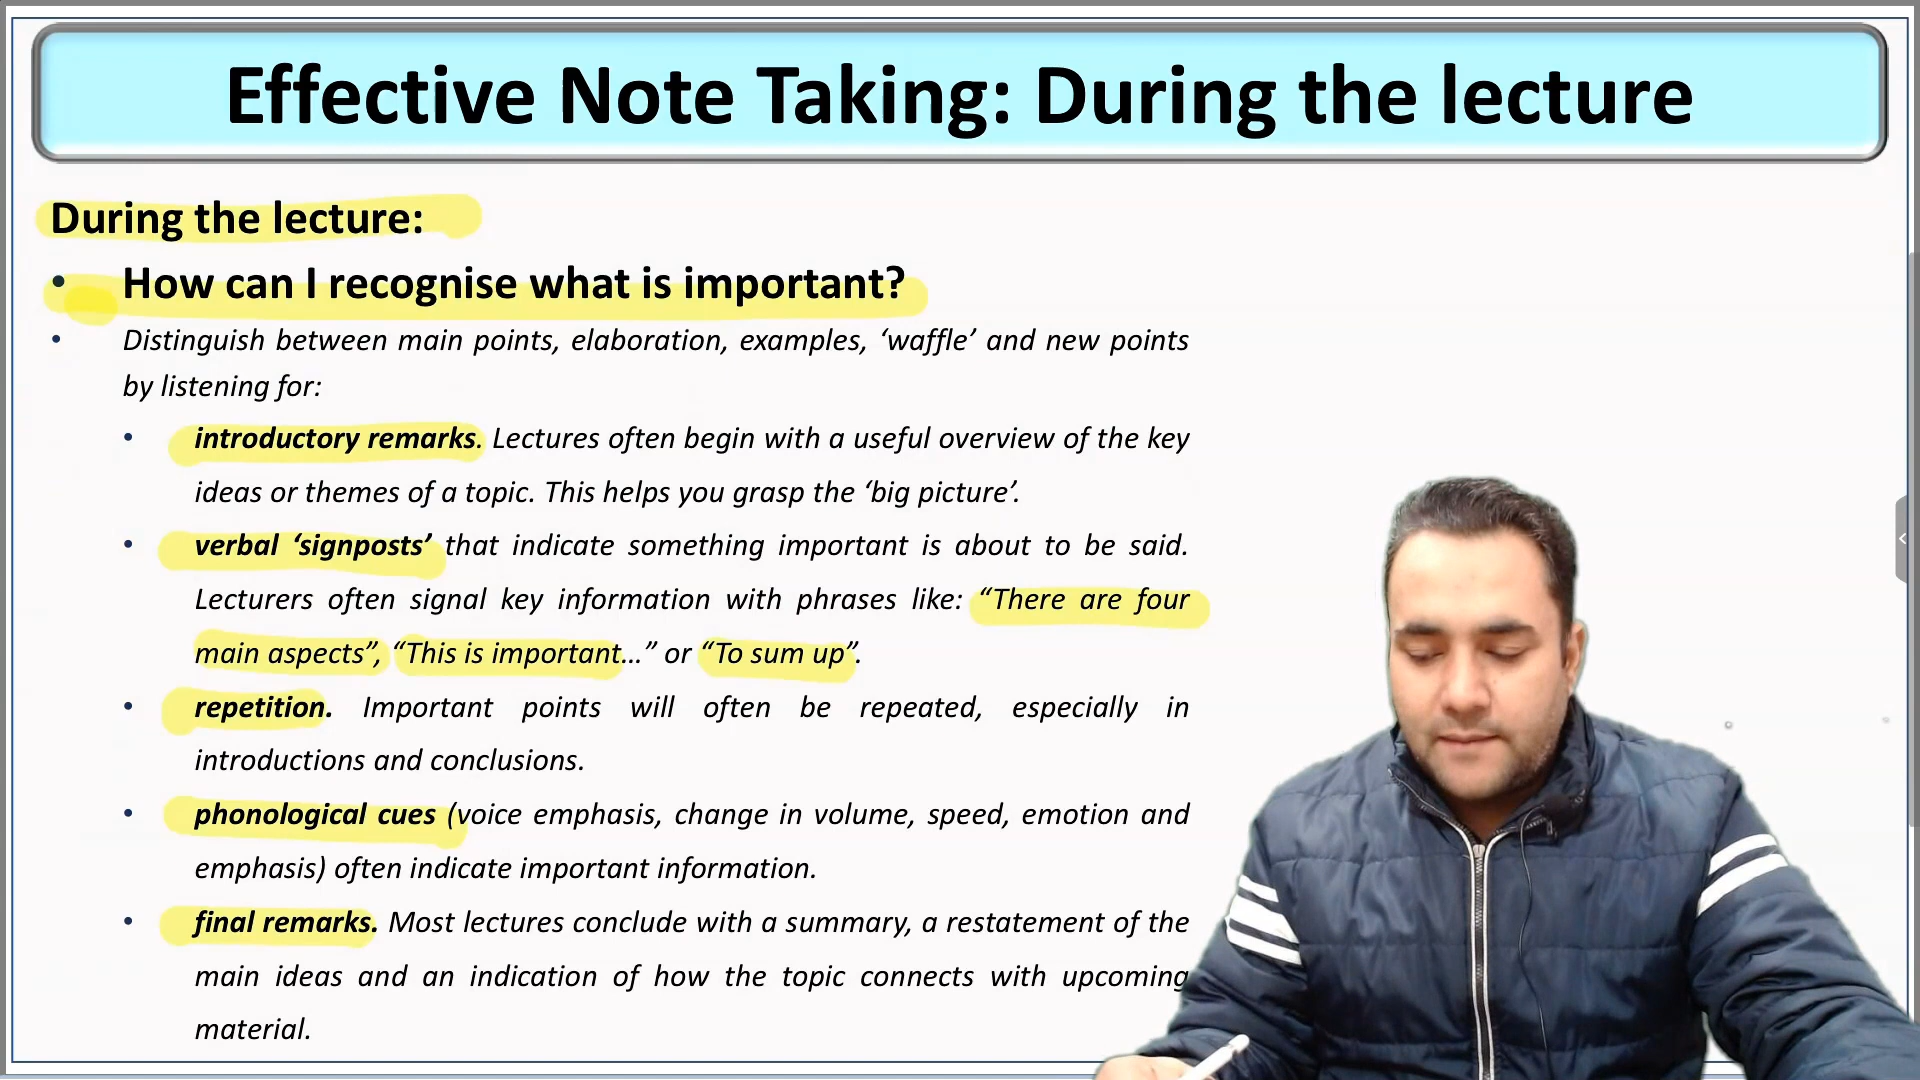 Effective Note Taking: During the lecture
During the lecture:
• How can I recognise what is important?
• Distinguish between main points, elaboration, examples, ‘waffle’ and new points
by listening for:
• introductory remarks. Lectures often begin with a useful overview of the key
ideas or themes of a topic. This helps you grasp the ‘big picture’.
• verbal ‘signposts’ that indicate something important is about to be said.
Lecturers often signal key information with phrases like: “There are four
main aspects”, “This is important…” or “To sum up”.
• repetition. Important points will often be repeated, especially in
introductions and conclusions.
• phonological cues (voice emphasis, change in volume, speed, emotion and
emphasis) often indicate important information.
• final remarks. Most lectures conclude with a summary, a restatement of the
main ideas and an indication of how the topic connects with upcoming
material.